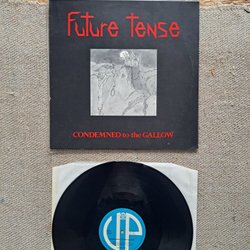 Future Tense
CONDEMNED to the GALLOW